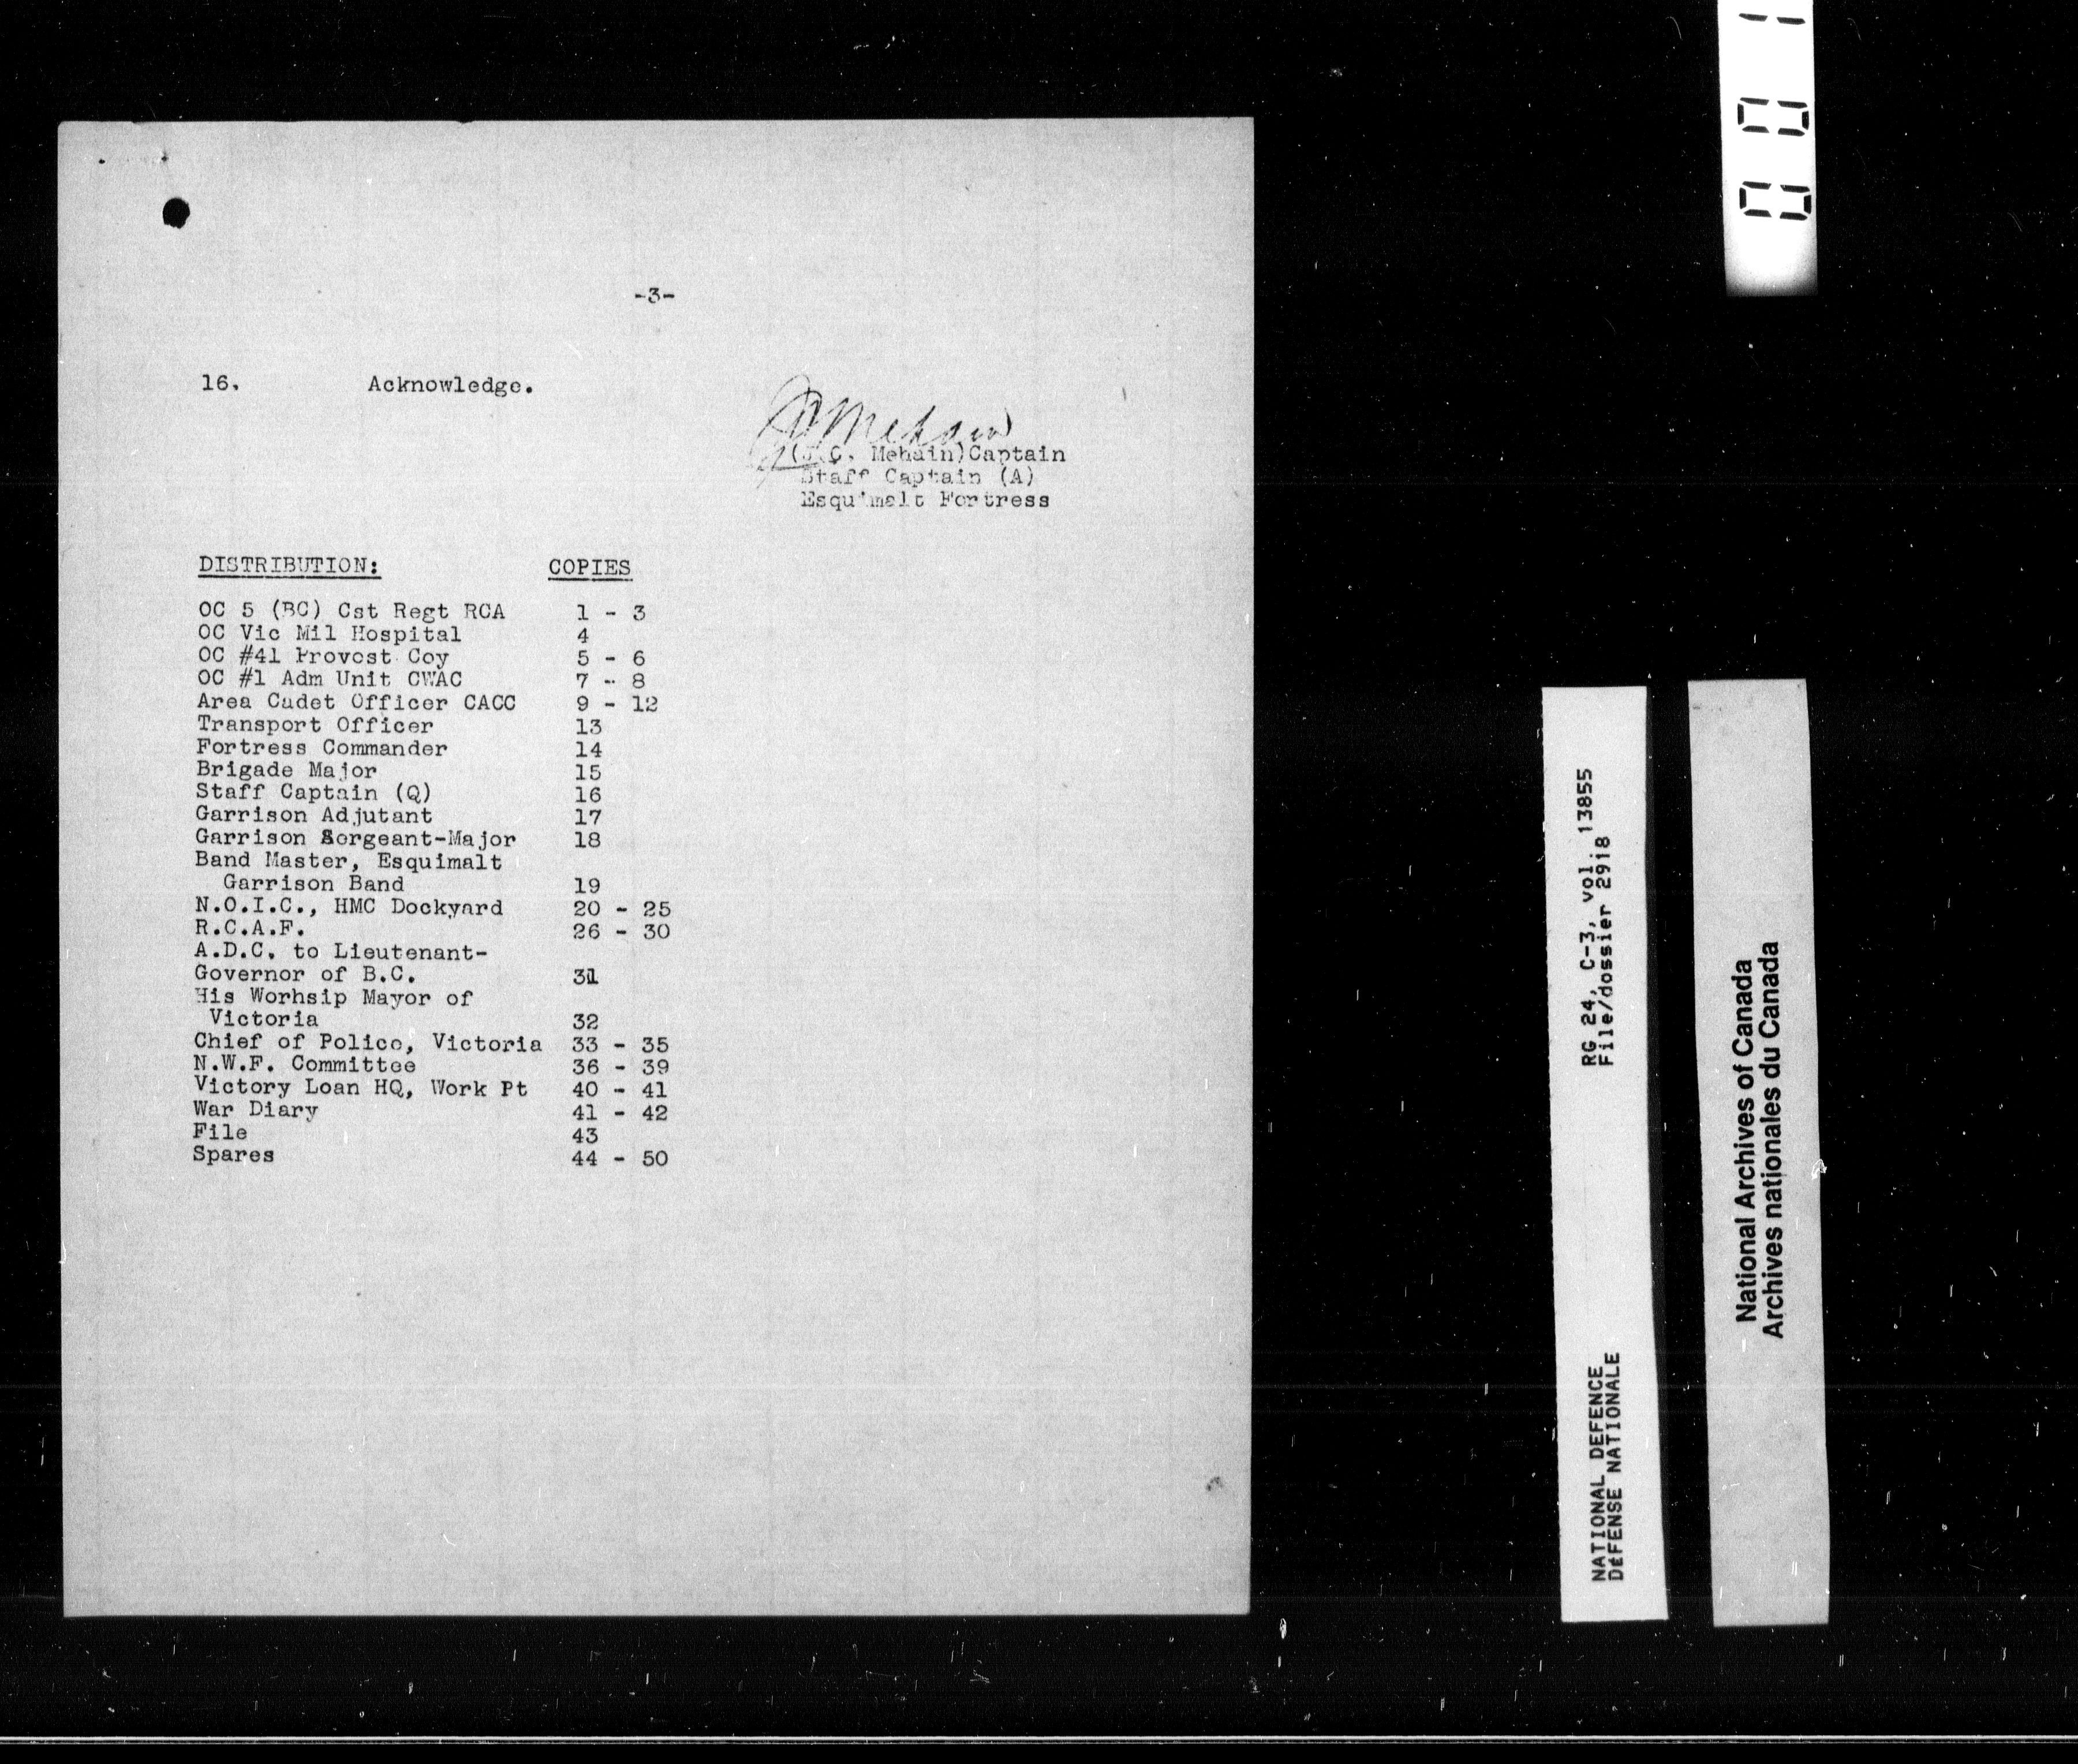 -3-
16. Acknowledge.
Mehain
(J.C. Mehain)Captain
Staff Captain (A)
Esquimalt Fortress
DISTRIBUTION: COPIES
OC 5 (BC) Cst Regt RCA 1 - 3
OC Vic Mil Hospital 4
OC #41 Provost Coy 5 - 6
OC #1 Adm Unit CWAC 7 - 8
Area Cadet Officer CACC 9 - 12
Transport Officer 13
Fortress Commander 14
Brigade Major 15
Staff Captain (Q) 16
Garrison Adjutant 17
Garrison Sergeant-Major 18
Band Master, Esquimalt
Garrison Band 19
N.O.I.C., HMC Dockyard 20 - 25
R.C.A.F. 26 - 30
A.D.C. to Lieutenant-
Governor of B.C. 31
His Worhsip Mayor of
Victoria 32
Chief of Police, Victoria 33 - 35
N.W.F. Committee 36 - 39
Victory Loan HQ, Work Pt 40 - 41
War Diary 41 - 42
File 43
Spares 44 - 50
RG 24, C-3, vol. 13855
File/dossier 2918
NATIONAL DEFENCE
DÉFENSE NATIONALE
National Archives of Canada
Archives nationales du Canada